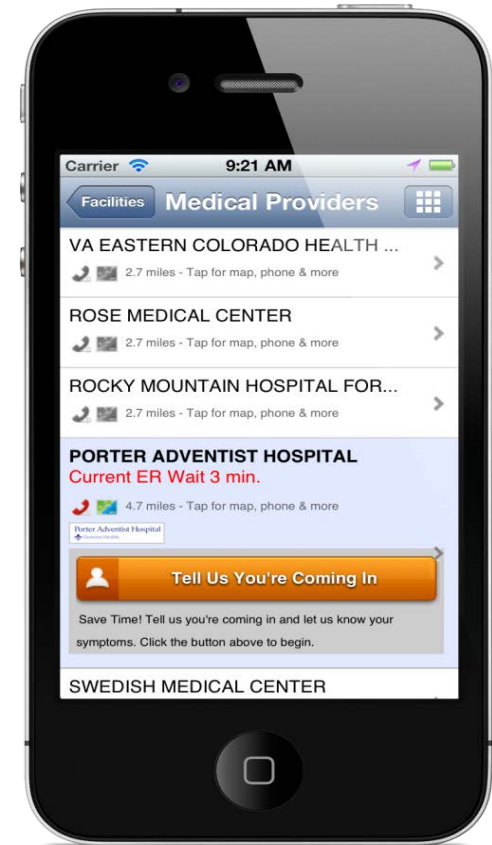 Carrier 9:21 AM
Facilities Medical Providers
VA EASTERN COLORADO HEALTH ...
2.7 miles - Tap for map, phone & more
ROSE MEDICAL CENTER
2.7 miles - Tap for map, phone & more
ROCKY MOUNTAIN HOSPITAL FOR...
2.7 miles - Tap for map, phone & more
PORTER ADVENTIST HOSPITAL
Current ER Wait 3 min.
4.7 miles - Tap for map, phone & more
Porter Adventist Hospital
Tell Us You're Coming In
Save Time! Tell us you're coming in and let us know your
symptoms. Click the button above to begin.
SWEDISH MEDICAL CENTER